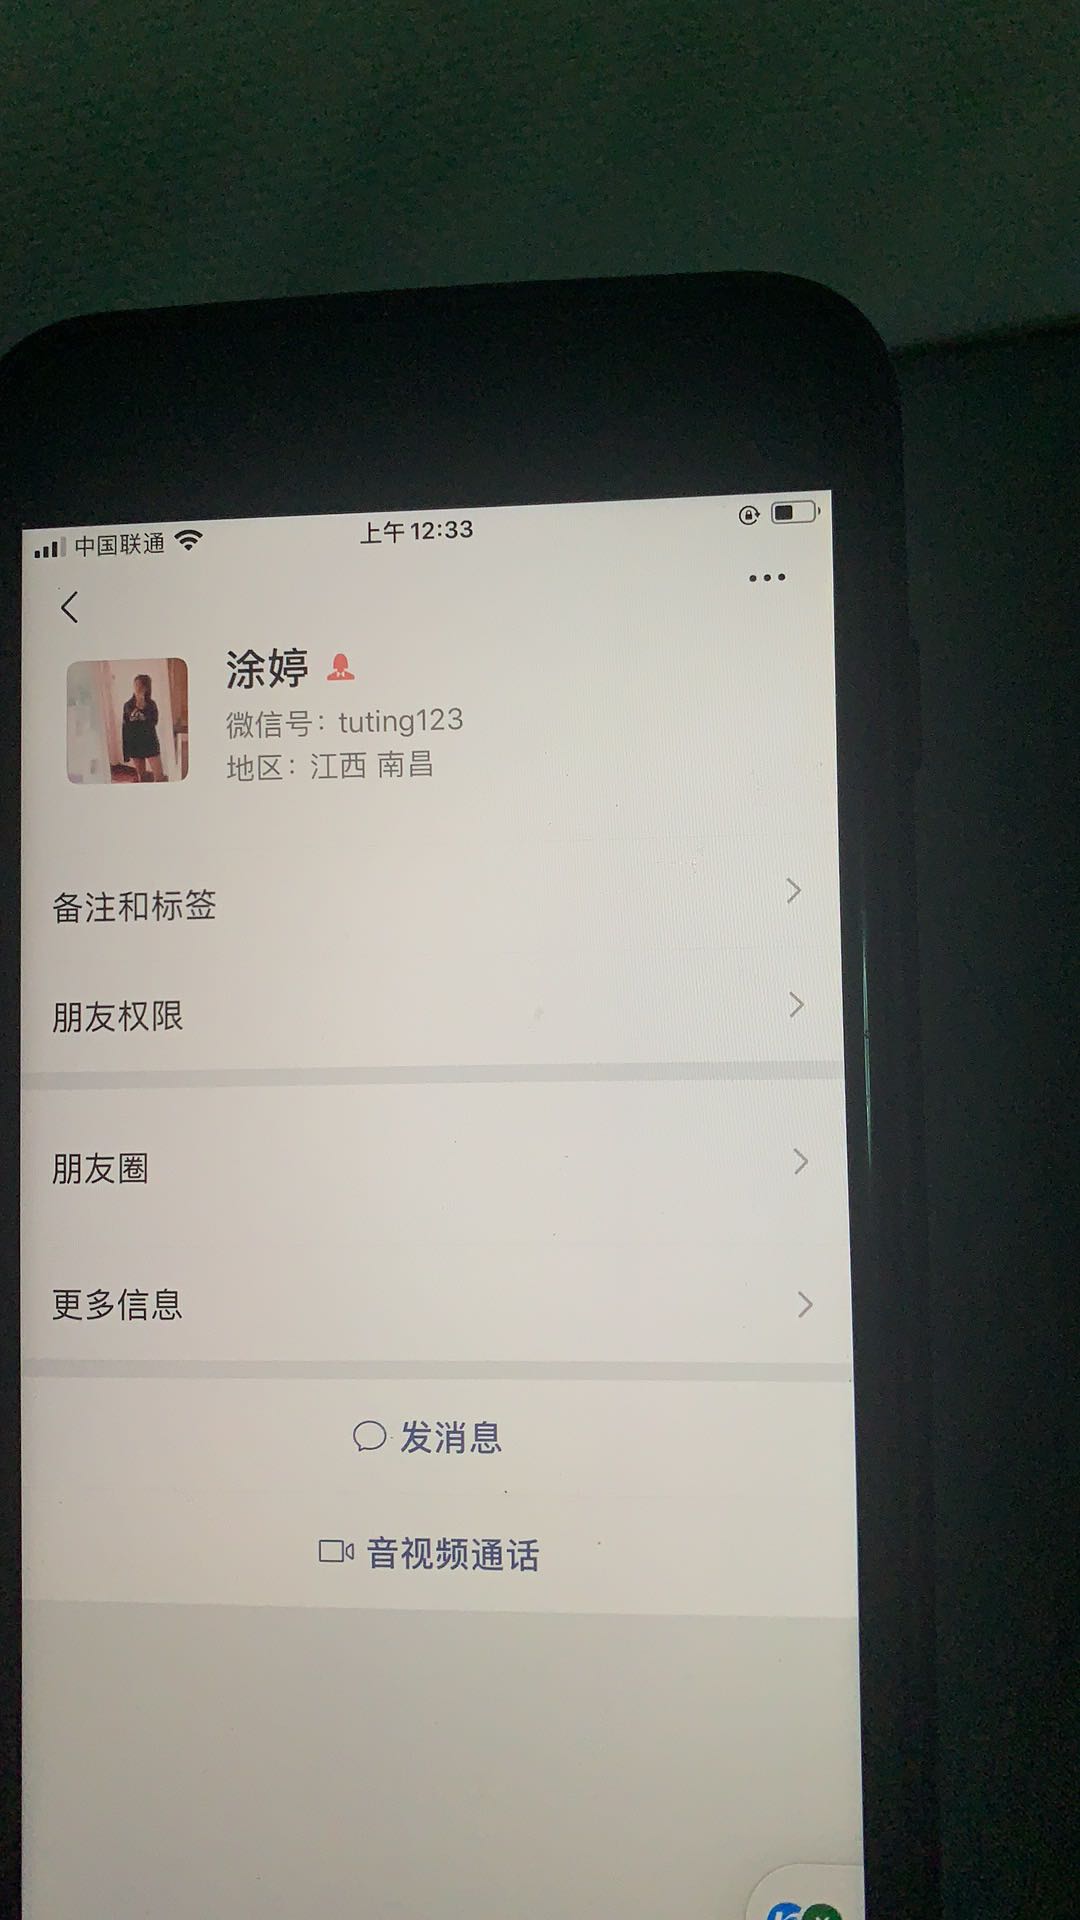 中国联通
上午12:33
涂婷
微信号：tuting123
地区：江西 南昌
备注和标签
朋友权限
朋友圈
更多信息
发消息
音视频通话